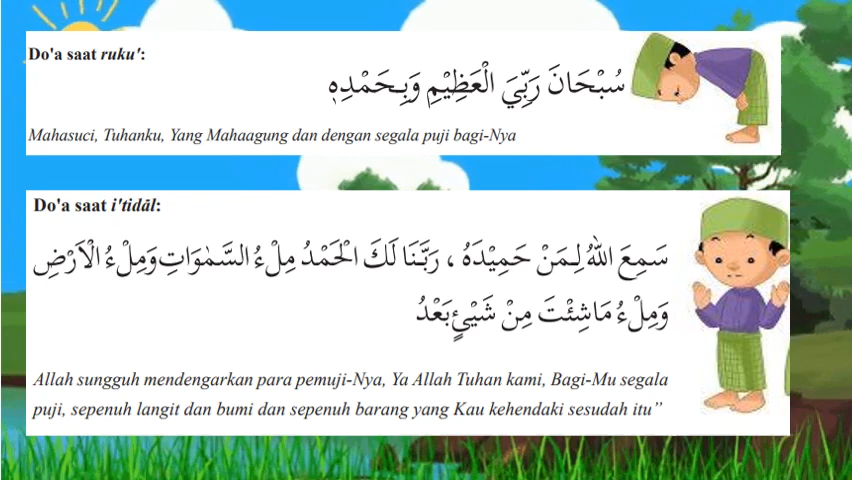 Do'a saat ruku':
سُبْحَانَ رَبِّيَ الْعَظِيْمِ وَبِحَمْدِهٖ
Mahasuci, Tuhanku, Yang Mahaagung dan dengan segala puji bagi-Nya
Do'a saat i'tidāl:
سَمِعَ اللهُ لِمَنْ حَمِيْدَهُ ، رَبَّنَا لَكَ الْحَمْدُ مِلْءُ السَّمٰوَاتِ وَمِلْءُ الْاَرْضِ
وَمِلْءُ مَاشِئْتَ مِنْ شَيْئٍ بَعْدُ
Allah sungguh mendengarkan para pemuji-Nya, Ya Allah Tuhan kami, Bagi-Mu segala
puji, sepenuh langit dan bumi dan sepenuh barang yang Kau kehendaki sesudah itu”